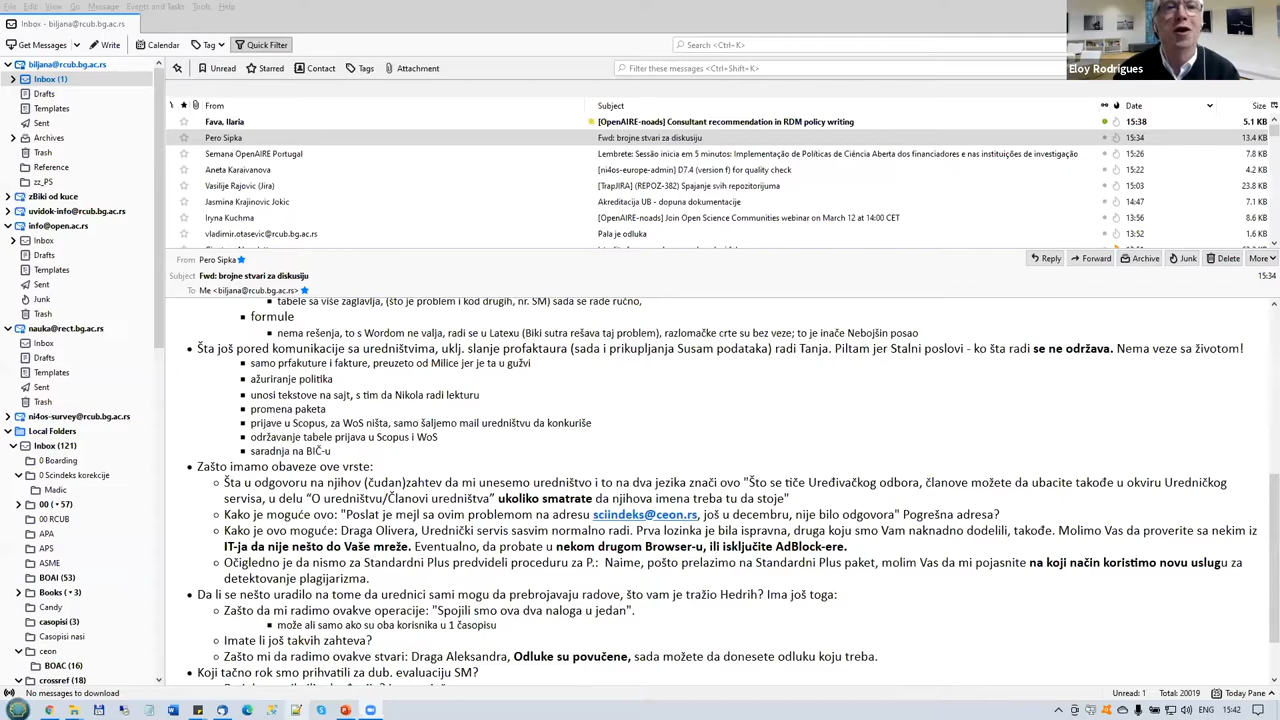 File Edit View Go Message Events and Tasks Tools Help
Inbox - biljana@rcub.bg.ac.rs
Get Messages Write Calendar Tag Quick Filter Search <Ctrl+K>
Unread Starred Contact Tags Attachment Filter these messages <Ctrl+Shift+K>
Eloy Rodrigues
biljana@rcub.bg.ac.rs
Inbox (1)
Drafts
Templates
Sent
Archives
Trash
Reference
zz_PS
zBiki od kuce
uvidok-info@rcub.bg.ac.rs
info@open.ac.rs
Inbox
Drafts
Templates
Sent
Junk
Trash
nauka@rect.bg.ac.rs
Inbox
Drafts
Templates
Sent
Trash
ni4os-survey@rcub.bg.ac.rs
Local Folders
Inbox (121)
0 Boarding
0 Scindeks korekcije
Madic
00 (• 57)
00 RCUB
APA
APS
ASME
BOAI (53)
Books (• 3)
Candy
casopisi (3)
Casopisi nasi
ceon
BOAC (16)
crossref (18)
From Subject Date Size
Fava, Ilaria [OpenAIRE-noads] Consultant recommendation in RDM policy writing 15:38 5.1 KB
Pero Sipka Fwd: brojne stvari za diskusiju 15:34 13.4 KB
Semana OpenAIRE Portugal Lembrete: Sessão inicia em 5 minutos: Implementação de Políticas de Ciência Aberta dos financiadores e nas instituições de investigação 15:26 7.8 KB
Aneta Karaivanova [ni4os-europe-admin] D7.4 (version f) for quality check 15:22 4.2 KB
Vasilije Rajovic (Jira) [TrapJIRA] (REPOZ-382) Spajanje svih repozitorijuma 15:03 23.8 KB
Jasmina Krajinovic Jokic Akreditacija UB - dopuna dokumentacije 14:47 7.1 KB
Iryna Kuchma [OpenAIRE-noads] Join Open Science Communities webinar on March 12 at 14:00 CET 13:56 8.6 KB
vladimir.otasevic@rcub.bg.ac.rs Pala je odluka 13:52 1.6 KB
From Pero Sipka Reply Forward Archive Junk Delete More
Subject Fwd: brojne stvari za diskusiju 15:34
To Me <biljana@rcub.bg.ac.rs>
tabele sa više zaglavlja, (što je problem i kod drugih, nr. SM) sada se rade ručno,
formule
nema rešenja, to s Wordom ne valja, radi se u Latexu (Biki sutra rešava taj problem), razlomačke crte su bez veze; to je inače Nebojšin posao
Šta još pored komunikacije sa uredništvima, uklj. slanje profaktaura (sada i prikupljanja Susam podataka) radi Tanja. Piltam jer Stalni poslovi - ko šta radi se ne održava. Nema veze sa životom!
samo prfakuture i fakture, preuzeto od Milice jer je ta u gužvi
ažuriranje politika
unosi tekstove na sajt, s tim da Nikola radi lekturu
promena paketa
prijave u Scopus, za WoS ništa, samo šaljemo mail uredništvu da konkuriše
održavanje tabele prijava u Scopus i WoS
saradnja na BIČ-u
Zašto imamo obaveze ove vrste:
Šta u odgovoru na njihov (čudan)zahtev da mi unesemo uredništvo i to na dva jezika znači ovo "Što se tiče Uređivačkog odbora, članove možete da ubacite takođe u okviru Uredničkog
servisa, u delu “O uredništvu/Članovi uredništva” ukoliko smatrate da njihova imena treba tu da stoje"
Kako je moguće ovo: "Poslat je mejl sa ovim problemom na adresu sciindeks@ceon.rs, još u decembru, nije bilo odgovora" Pogrešna adresa?
Kako je ovo moguće: Draga Olivera, Urednički servis sasvim normalno radi. Prva lozinka je bila ispravna, druga koju smo Vam naknadno dodelili, takođe. Molimo Vas da proverite sa nekim iz
IT-ja da nije nešto do Vaše mreže. Eventualno, da probate u nekom drugom Browser-u, ili isključite AdBlock-ere.
Očigledno je da nismo za Standardni Plus predvideli proceduru za P.: Naime, pošto prelazimo na Standardni Plus paket, molim Vas da mi pojasnite na koji način koristimo novu uslugu za
detektovanje plagijarizma.
Da li se nešto uradilo na tome da urednici sami mogu da prebrojavaju radove, što vam je tražio Hedrih? Ima još toga:
Zašto da mi radimo ovakve operacije: "Spojili smo ova dva naloga u jedan".
može ali samo ako su oba korisnika u 1 časopisu
Imate li još takvih zahteva?
Zašto mi da radimo ovakve stvari: Draga Aleksandra, Odluke su povučene, sada možete da donesete odluku koju treba.
Koji tačno rok smo prihvatili za dub. evaluaciju SM?
No messages to download Unread: 1 Total: 20019 Today Pane
ENG 15:42